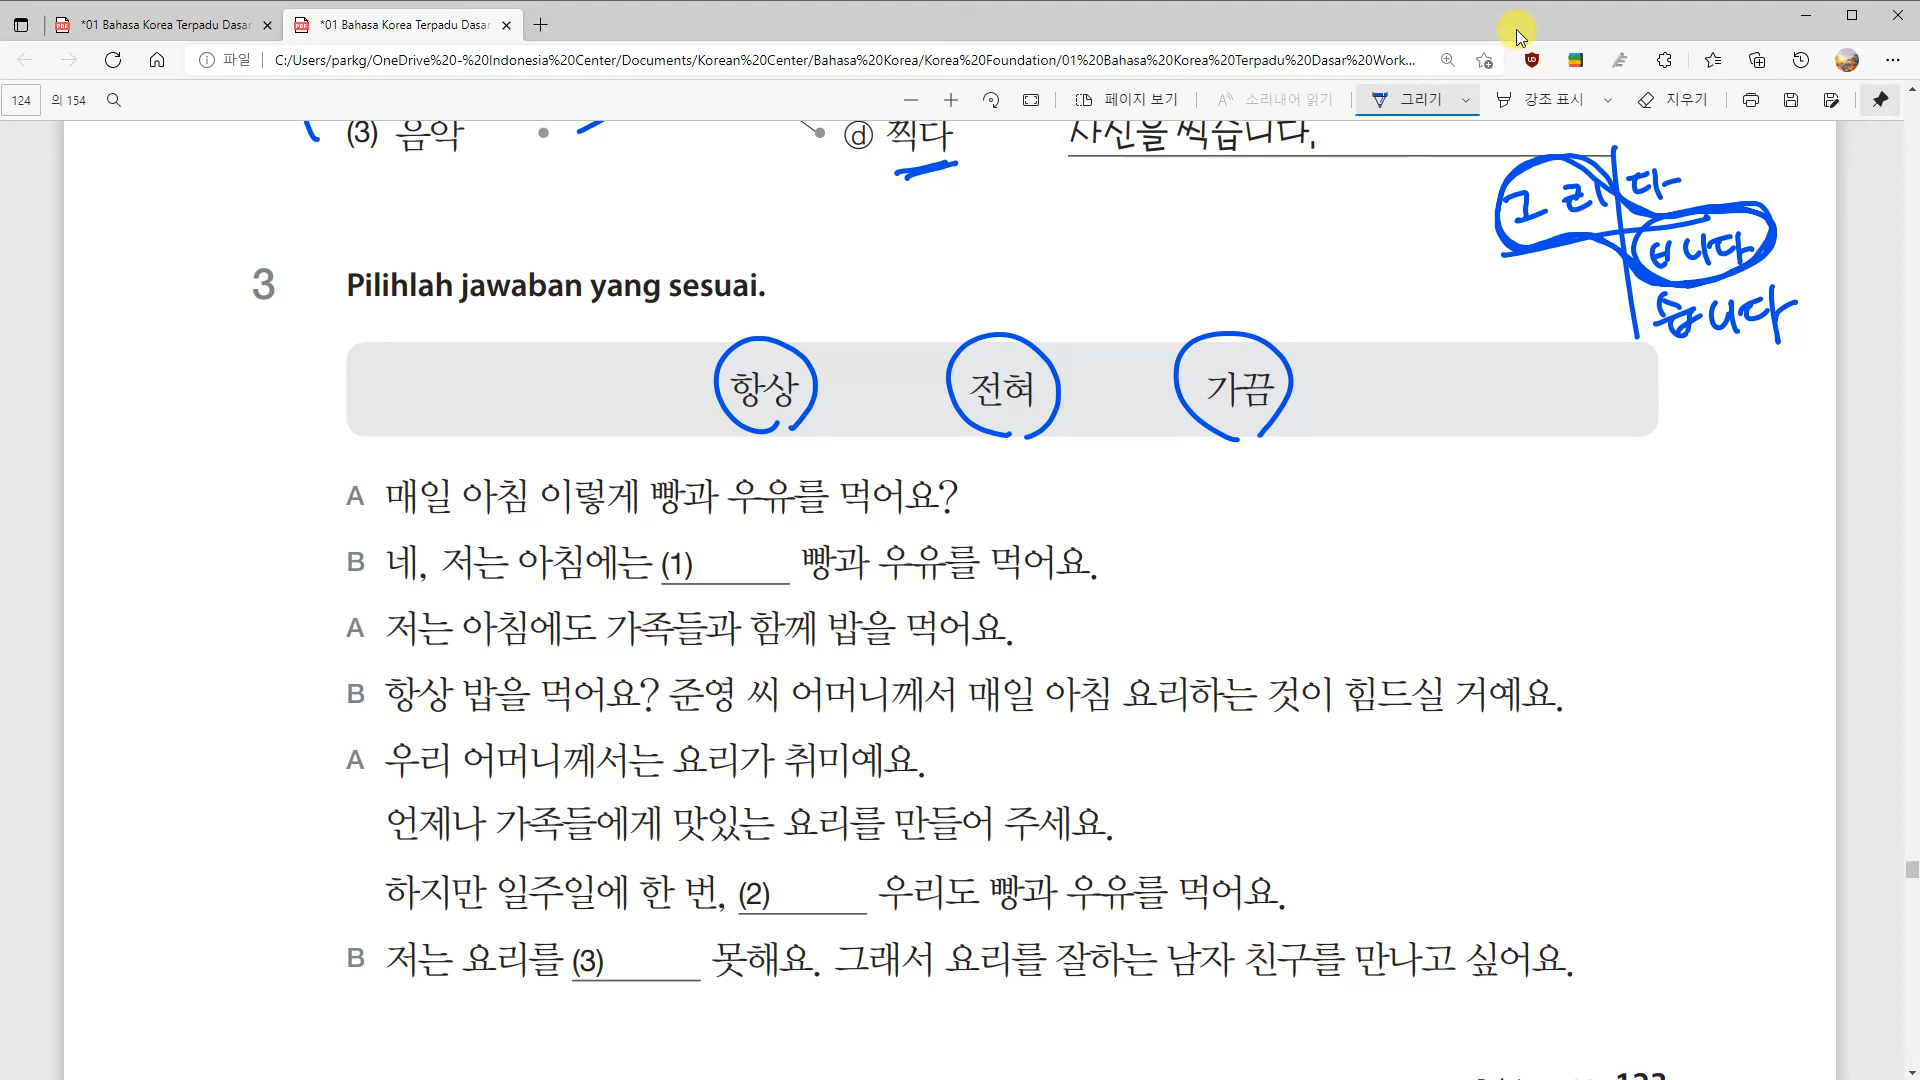 *01 Bahasa Korea Terpadu Dasar
*01 Bahasa Korea Terpadu Dasar
파일
C:/Users/parkg/OneDrive%20-%20Indonesia%20Center/Documents/Korean%20Center/Bahasa%20Korea/Korea%20Foundation/01%20Bahasa%20Korea%20Terpadu%20Dasar%20Work...
124 의 154 페이지 보기 소리내어 읽기 그리기 강조 표시 지우기
(3) 음악 ⓓ 찍다 사진을 찍습니다.
그리다
ㅂ니다
습니다
3 Pilihlah jawaban yang sesuai.
항상 전혀 가끔
A 매일 아침 이렇게 빵과 우유를 먹어요?
B 네, 저는 아침에는 (1) 빵과 우유를 먹어요.
A 저는 아침에도 가족들과 함께 밥을 먹어요.
B 항상 밥을 먹어요? 준영 씨 어머니께서 매일 아침 요리하는 것이 힘드실 거예요.
A 우리 어머니께서는 요리가 취미예요.
언제나 가족들에게 맛있는 요리를 만들어 주세요.
하지만 일주일에 한 번, (2) 우리도 빵과 우유를 먹어요.
B 저는 요리를 (3) 못해요. 그래서 요리를 잘하는 남자 친구를 만나고 싶어요.